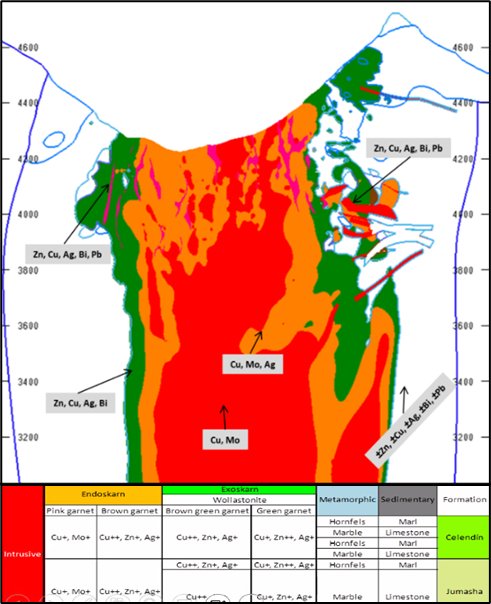 4600 4600
4400 4400
Zn, Cu, Ag, Bi, Pb
4200 4200
4000 4000
Zn, Cu, Ag, Bi, Pb
3800 3800
3600 3600
Cu, Mo, Ag
3400 3400
Zn, Cu, Ag, Bi
±Zn, ±Cu, ±Ag, ±Bi, ±Pb
Cu, Mo
3200 3200
Endoskarn Exoskarn Metamorphic Sedimentary Formation
Wollastonite
Pink garnet Brown garnet Brown green garnet Green garnet
Intrusive
Cu+, Mo+ Cu+, Zn+, Ag+ Cu++, Zn+, Ag+ Cu+, Zn++, Ag+
Hornfels Marl
Marble Limestone
Hornfels Marl
Marble Limestone
Celendín
Cu+, Mo+ Cu++, Zn+, Ag+
Cu++, Zn+, Ag+ Cu+, Zn++, Ag+ Hornfels Marl
Cu++ Cu+, Zn+, Ag+ Marble Limestone
Jumasha